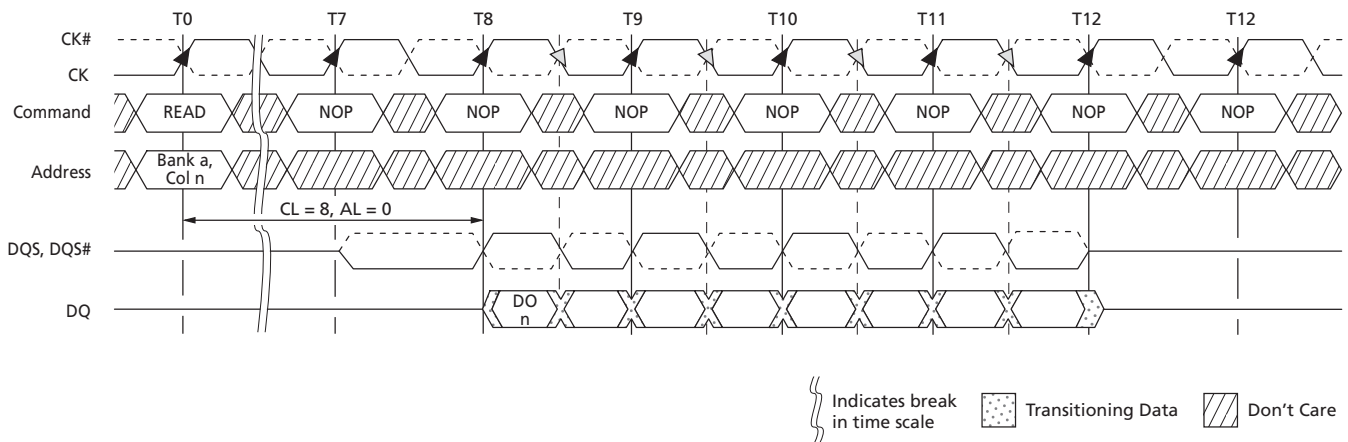 T0 T7 T8 T9 T10 T11 T12 T12
CK#
CK
Command READ NOP NOP NOP NOP NOP NOP NOP
Address Bank a,
Col n
CL = 8, AL = 0
DQS, DQS#
DQ DO
n
Indicates break
in time scale
Transitioning Data
Don't Care